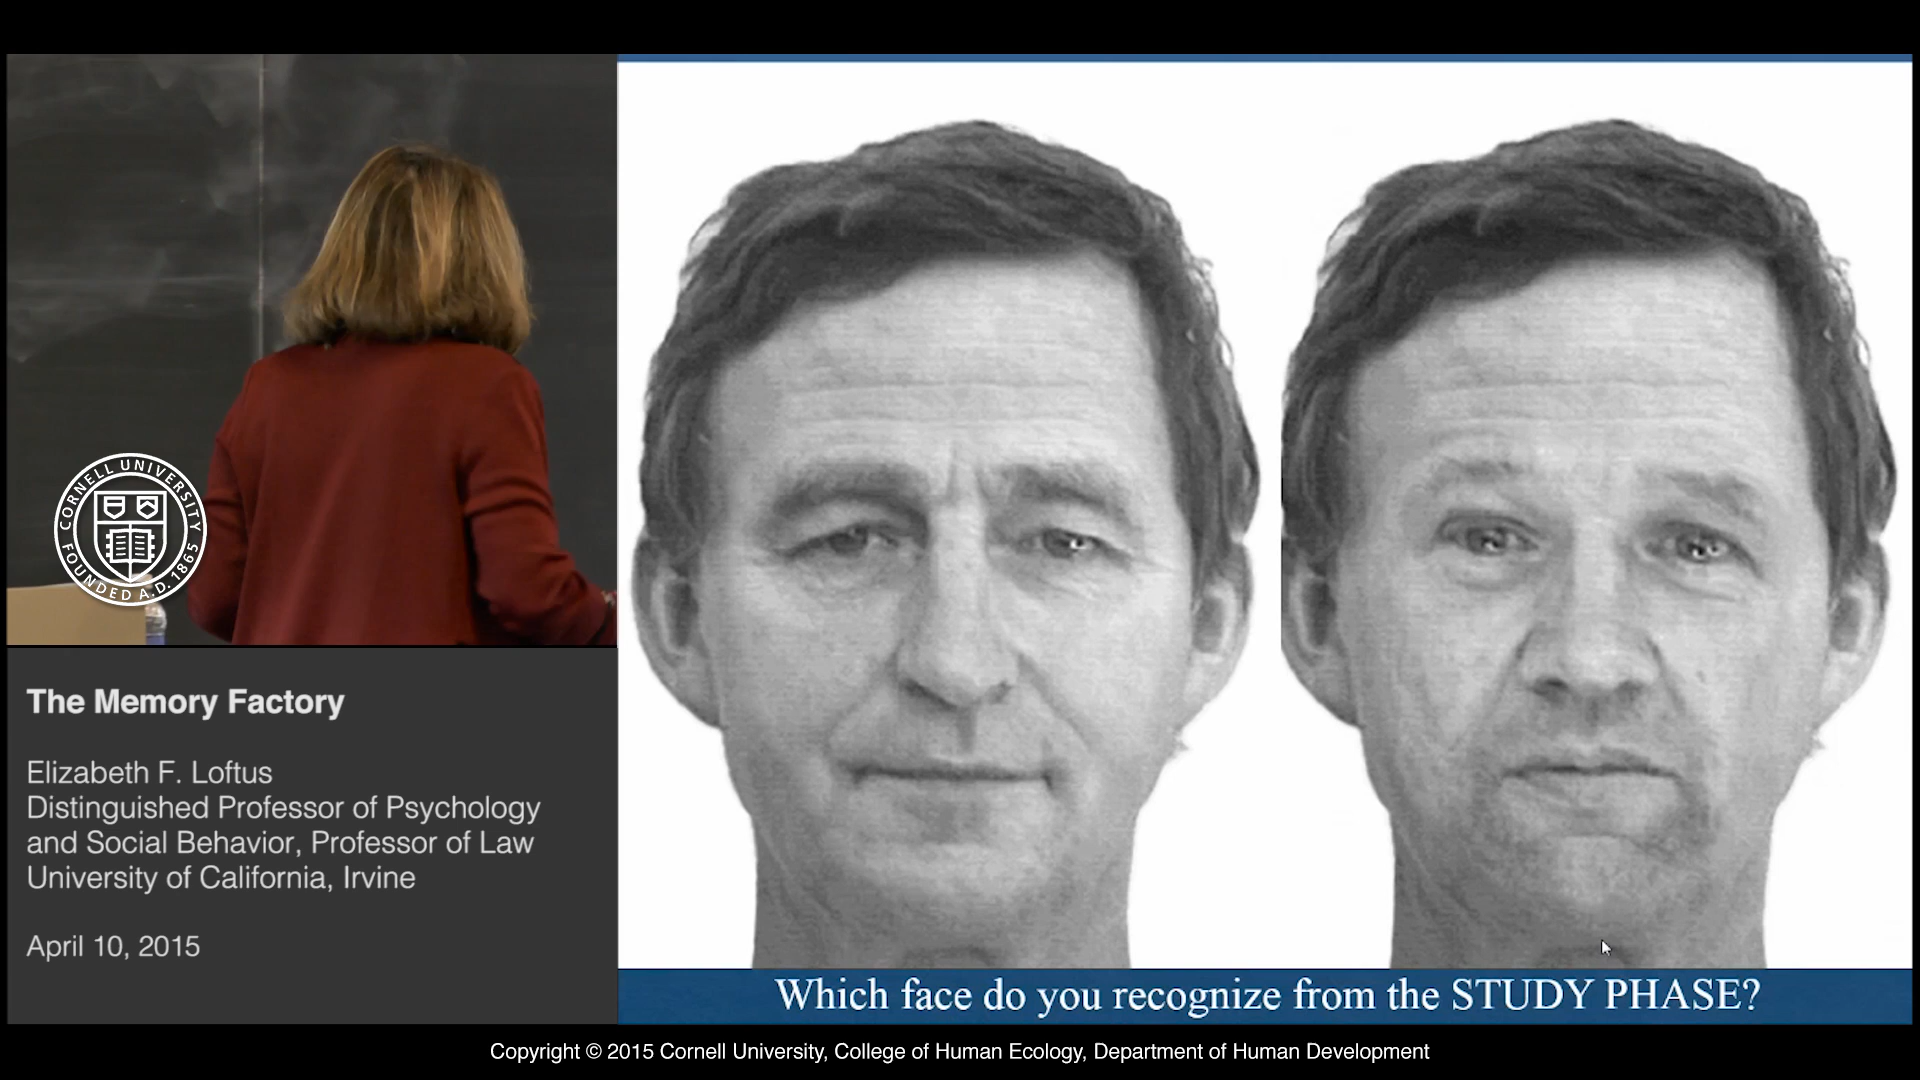 CORNELL UNIVERSITY
FOUNDED A.D. 1865
The Memory Factory
Elizabeth F. Loftus
Distinguished Professor of Psychology
and Social Behavior, Professor of Law
University of California, Irvine
April 10, 2015
Which face do you recognize from the STUDY PHASE?
Copyright © 2015 Cornell University, College of Human Ecology, Department of Human Development